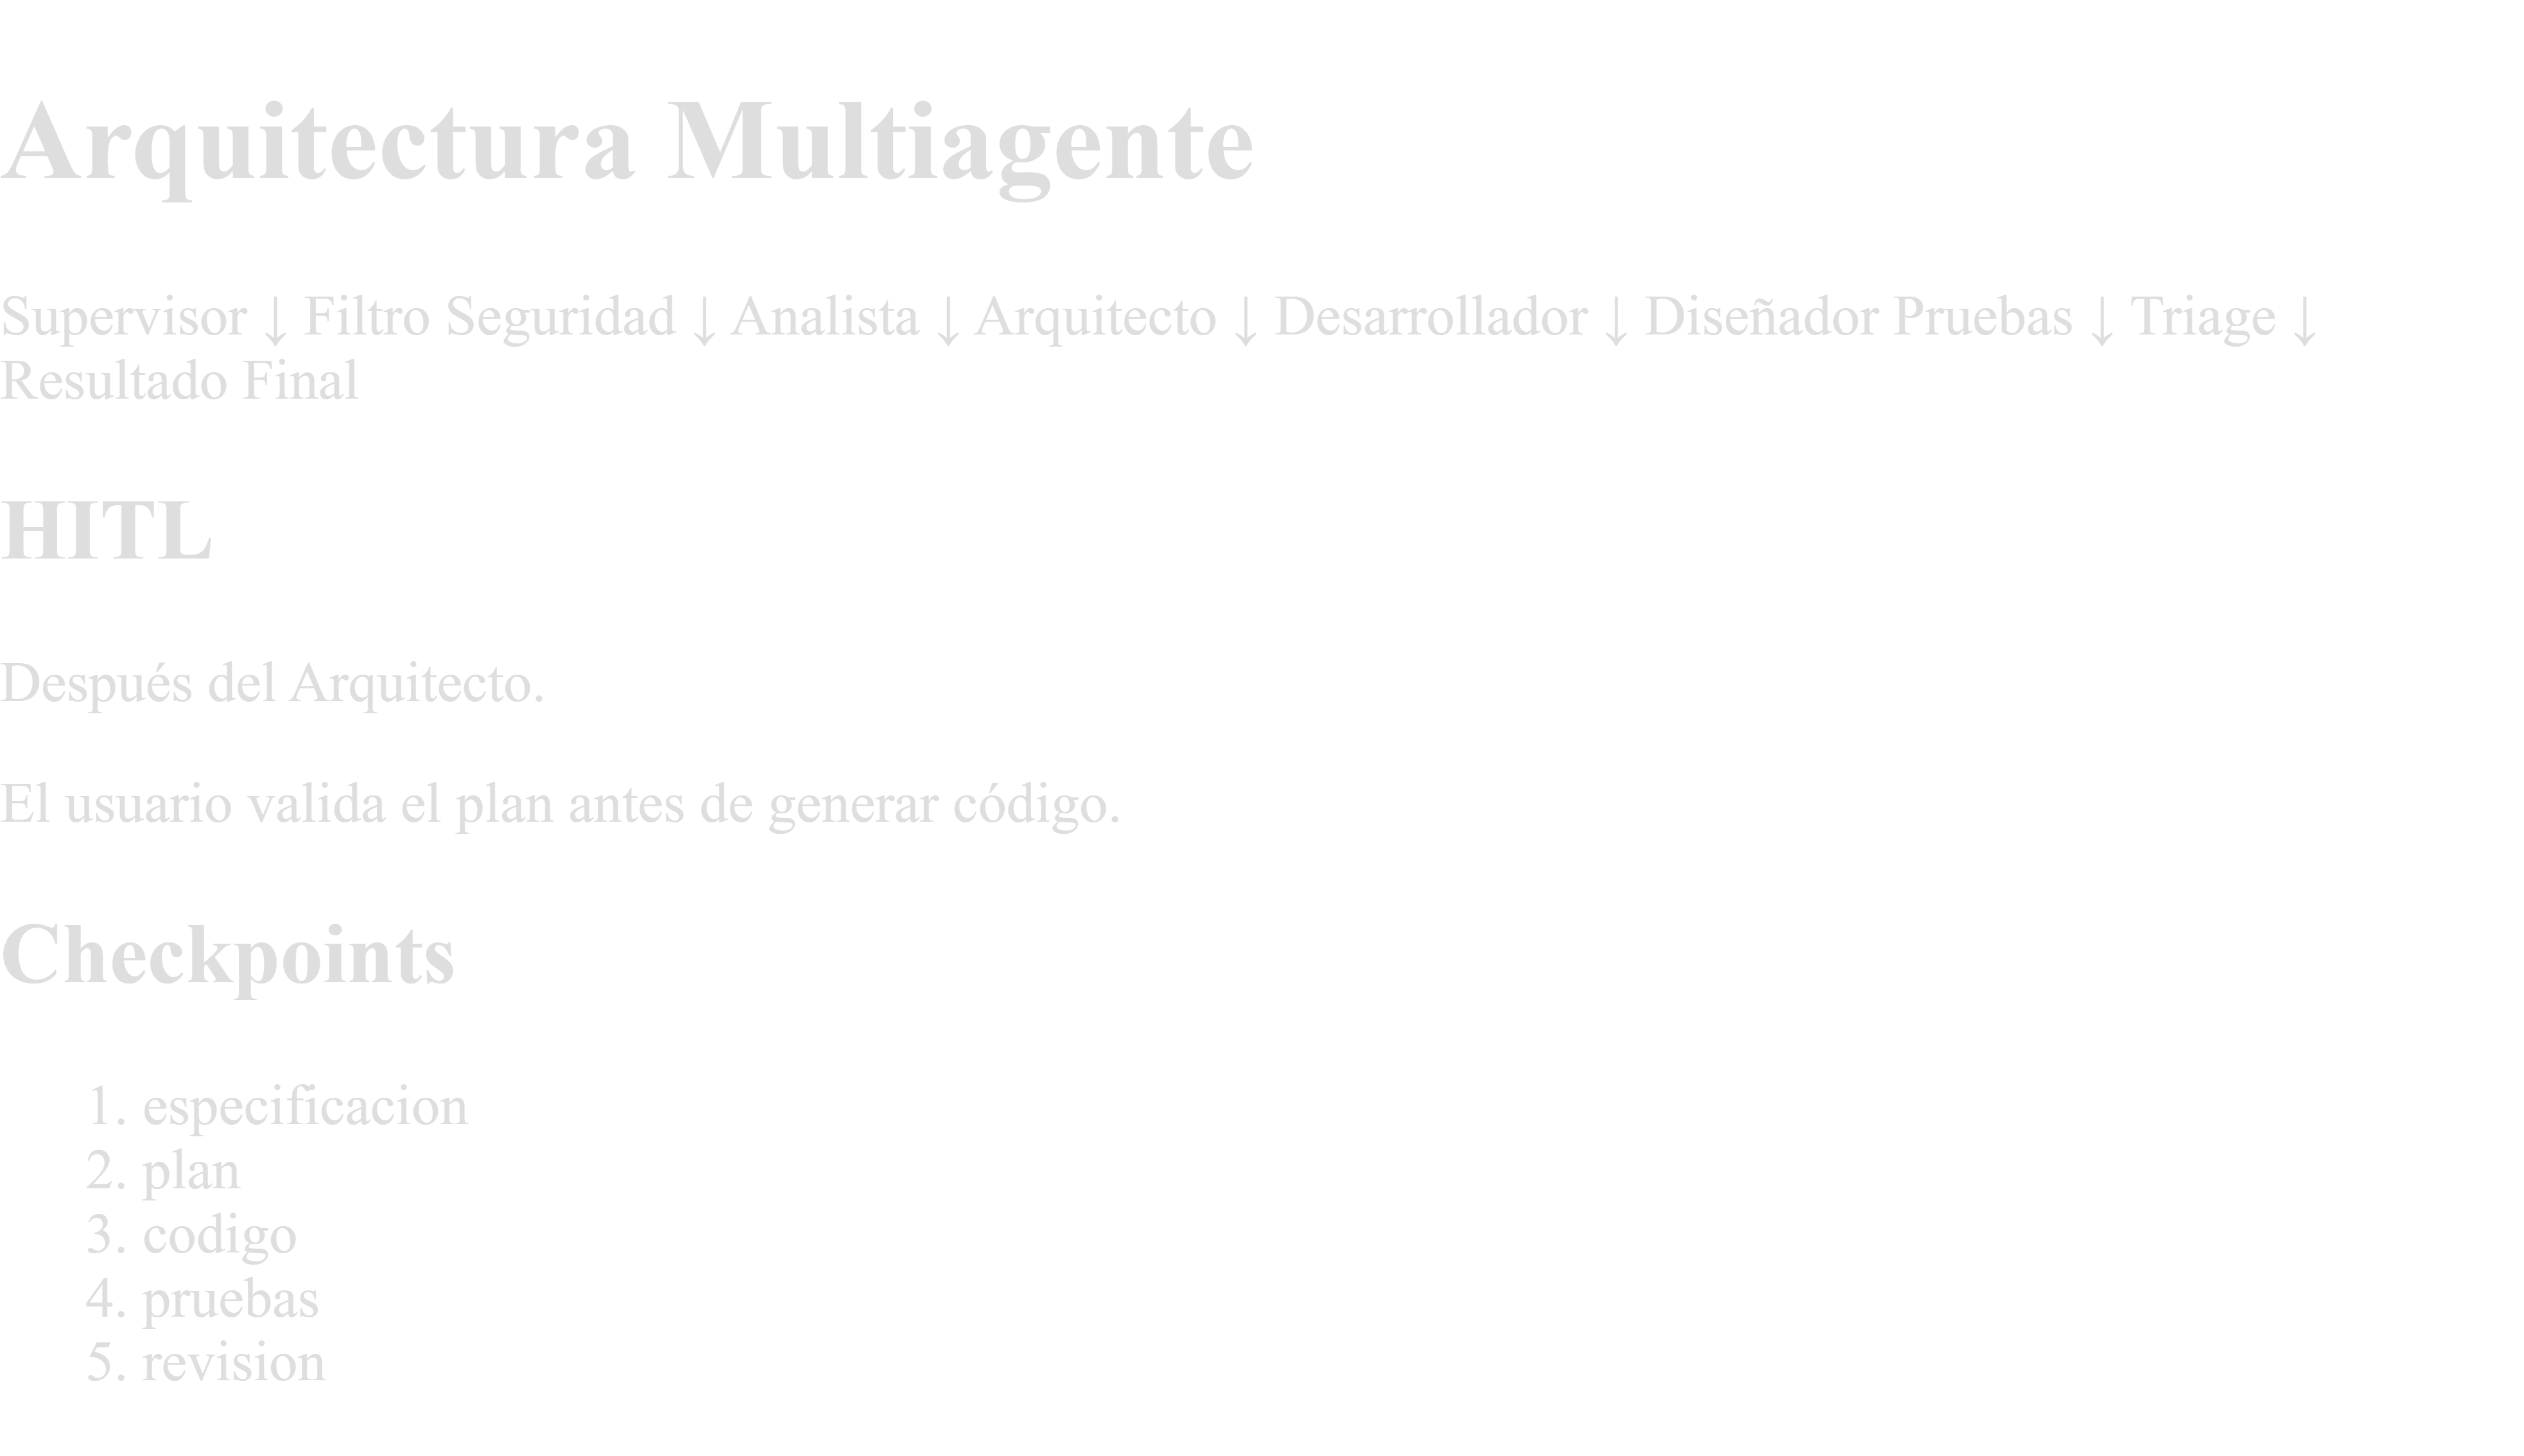 Arquitectura Multiagente
Supervisor ↓ Filtro Seguridad ↓ Analista ↓ Arquitecto ↓ Desarrollador ↓ Diseñador Pruebas ↓ Triage ↓
Resultado Final
HITL
Después del Arquitecto.
El usuario valida el plan antes de generar código.
Checkpoints
1. especificacion
2. plan
3. codigo
4. pruebas
5. revision